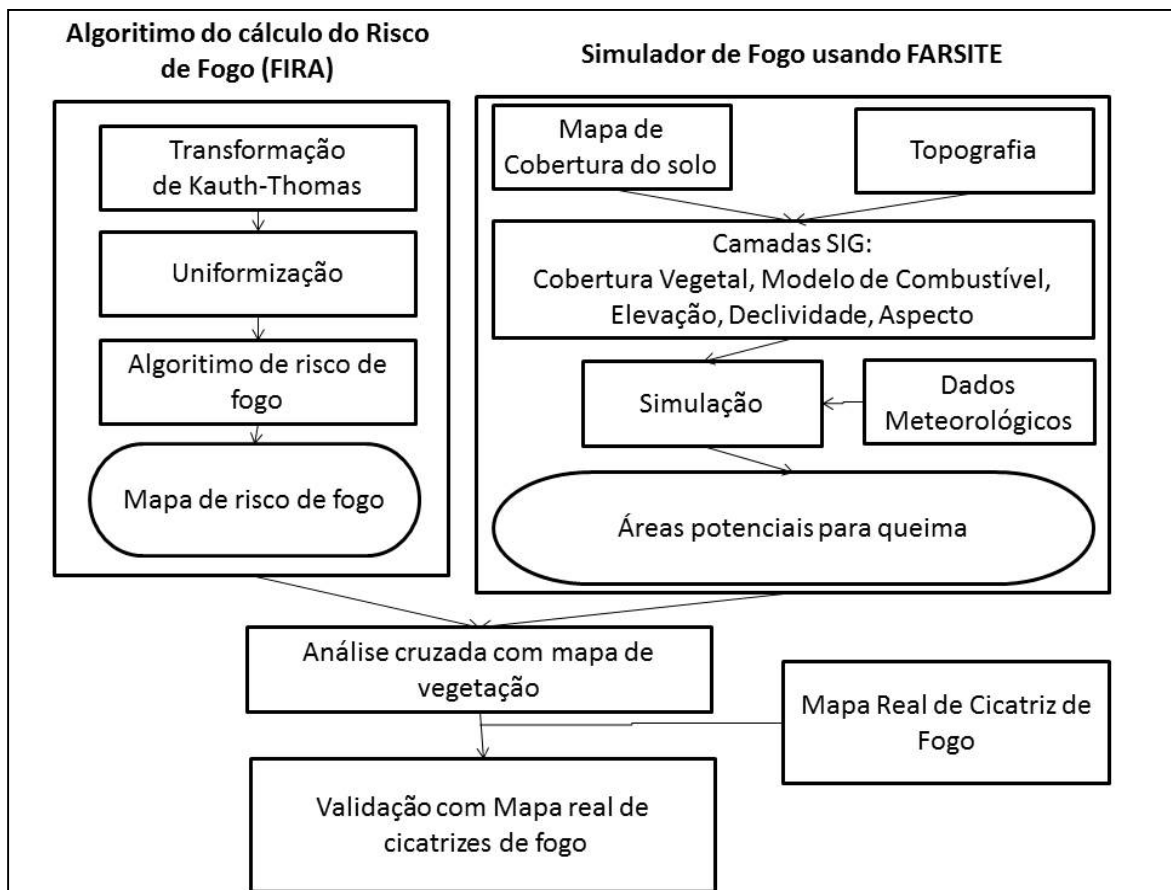 Algoritimo do cálculo do Risco
de Fogo (FIRA)
Transformação
de Kauth-Thomas
Uniformização
Algoritimo de risco de
fogo
Mapa de risco de fogo
Simulador de Fogo usando FARSITE
Mapa de
Cobertura do solo
Topografia
Camadas SIG:
Cobertura Vegetal, Modelo de Combustível,
Elevação, Declividade, Aspecto
Simulação
Dados
Meteorológicos
Áreas potenciais para queima
Análise cruzada com mapa de
vegetação
Mapa Real de Cicatriz de
Fogo
Validação com Mapa real de
cicatrizes de fogo